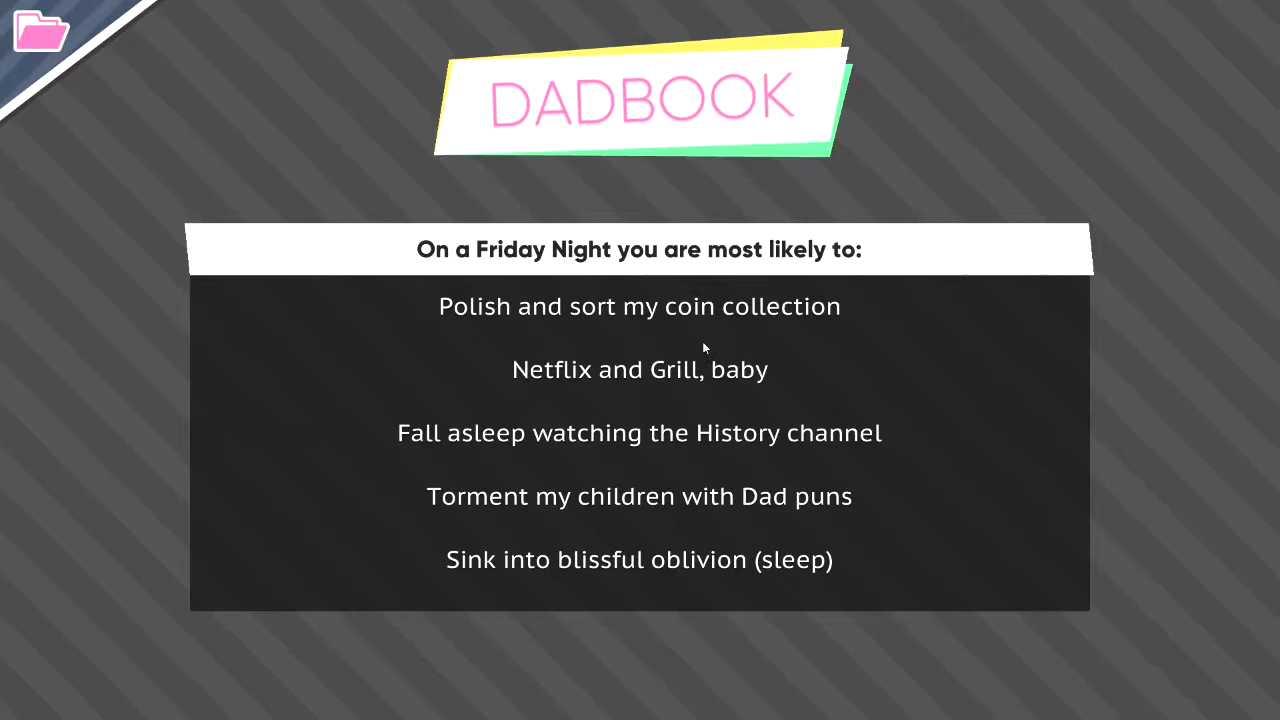 DADBOOK
On a Friday Night you are most likely to:
Polish and sort my coin collection
Netflix and Grill, baby
Fall asleep watching the History channel
Torment my children with Dad puns
Sink into blissful oblivion (sleep)